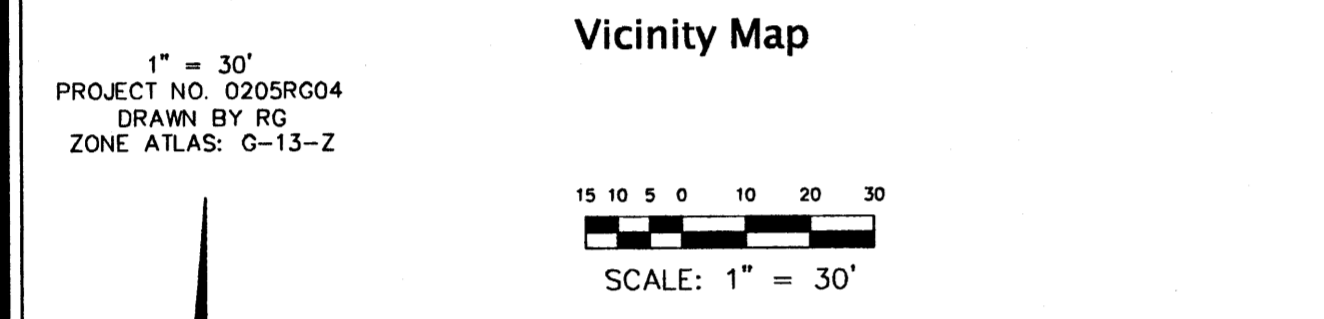 Vicinity Map
1" = 30'
PROJECT NO. 0205RG04
DRAWN BY RG
ZONE ATLAS: G-13-Z
15 10 5 0 10 20 30
SCALE: 1" = 30'